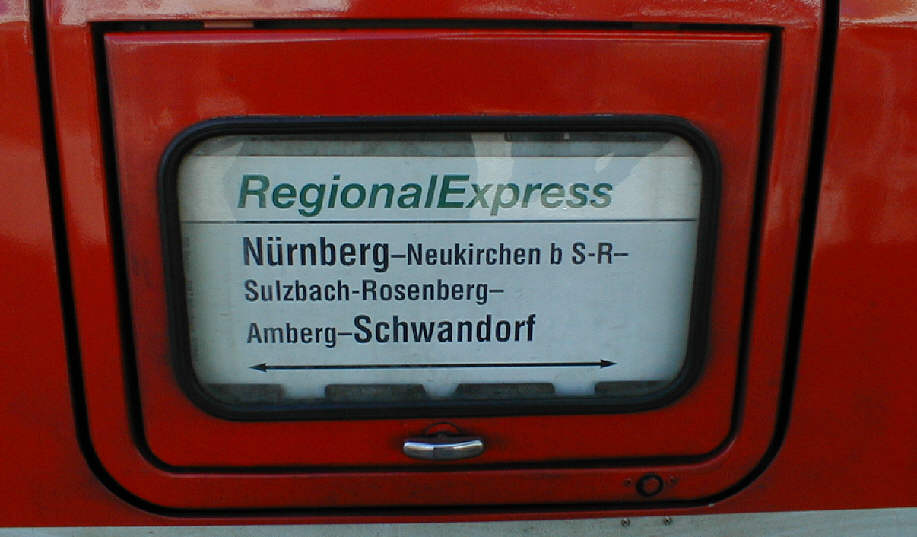 RegionalExpress
Nürnberg–Neukirchen b S-R–
Sulzbach-Rosenberg–
Amberg–Schwandorf